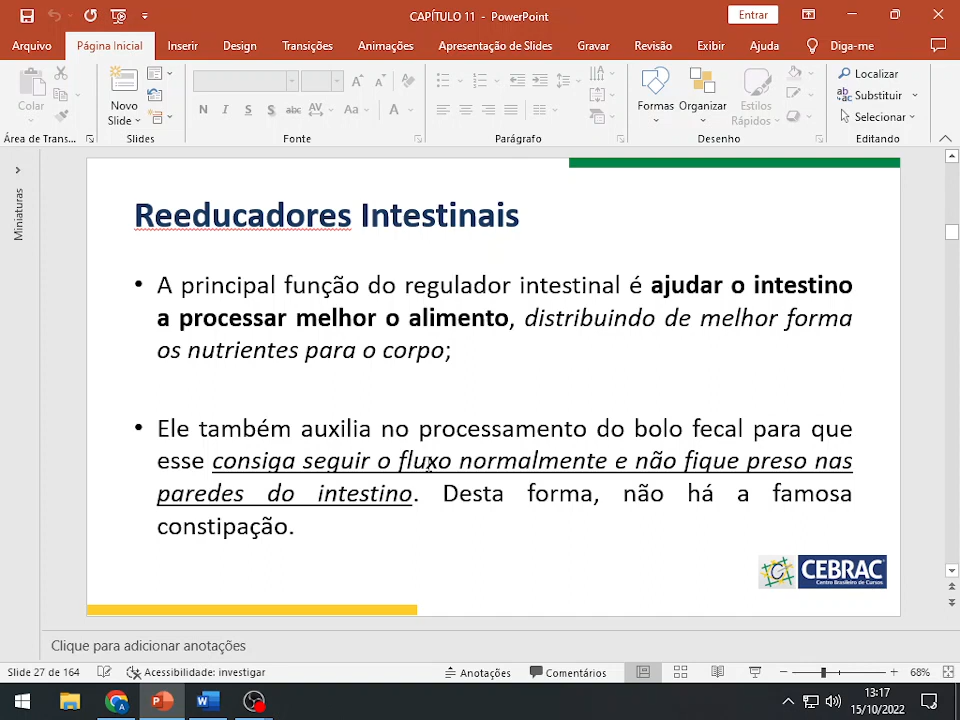 CAPÍTULO 11 - PowerPoint
Entrar
Arquivo Página Inicial Inserir Design Transições Animações Apresentação de Slides Gravar Revisão Exibir Ajuda Diga-me
Colar
Novo
Slide
N I S S abc AV Aa A
Formas Organizar Estilos
Rápidos
Localizar
Substituir
Selecionar
Área de Trans... Slides Fonte Parágrafo Desenho Editando
Miniaturas
Reeducadores Intestinais
• A principal função do regulador intestinal é ajudar o intestino
a processar melhor o alimento, distribuindo de melhor forma
os nutrientes para o corpo;
• Ele também auxilia no processamento do bolo fecal para que
esse consiga seguir o fluxo normalmente e não fique preso nas
paredes do intestino. Desta forma, não há a famosa
constipação.
CEBRAC
Centro Brasileiro de Cursos
Clique para adicionar anotações
Slide 27 de 164 Acessibilidade: investigar Anotações Comentários 68%
13:17
15/10/2022